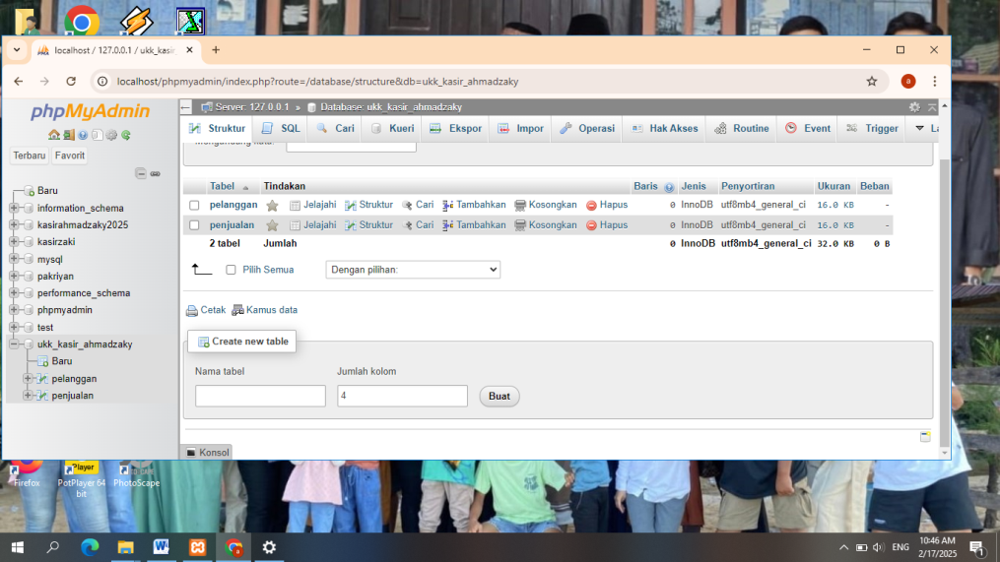 localhost / 127.0.0.1 / ukk_kasir
localhost/phpmyadmin/index.php?route=/database/structure&db=ukk_kasir_ahmadzaky
a
phpMyAdmin
Terbaru Favorit
Baru
information_schema
kasirahmadzaky2025
kasirzaki
mysql
pakriyan
performance_schema
phpmyadmin
test
ukk_kasir_ahmadzaky
Baru
pelanggan
penjualan
Server: 127.0.0.1 » Database: ukk_kasir_ahmadzaky
Struktur SQL Cari Kueri Ekspor Impor Operasi Hak Akses Routine Event Trigger
Tabel Tindakan Baris Jenis Penyortiran Ukuran Beban
pelanggan Jelajahi Struktur Cari Tambahkan Kosongkan Hapus 0 InnoDB utf8mb4_general_ci 16.0 KB -
penjualan Jelajahi Struktur Cari Tambahkan Kosongkan Hapus 0 InnoDB utf8mb4_general_ci 16.0 KB -
2 tabel Jumlah 0 InnoDB utf8mb4_general_ci 32.0 KB 0 B
Pilih Semua Dengan pilihan:
Cetak Kamus data
Create new table
Nama tabel Jumlah kolom
4 Buat
Konsol
Firefox
PotPlayer 64 bit
PhotoScape
ENG
10:46 AM
2/17/2025
1